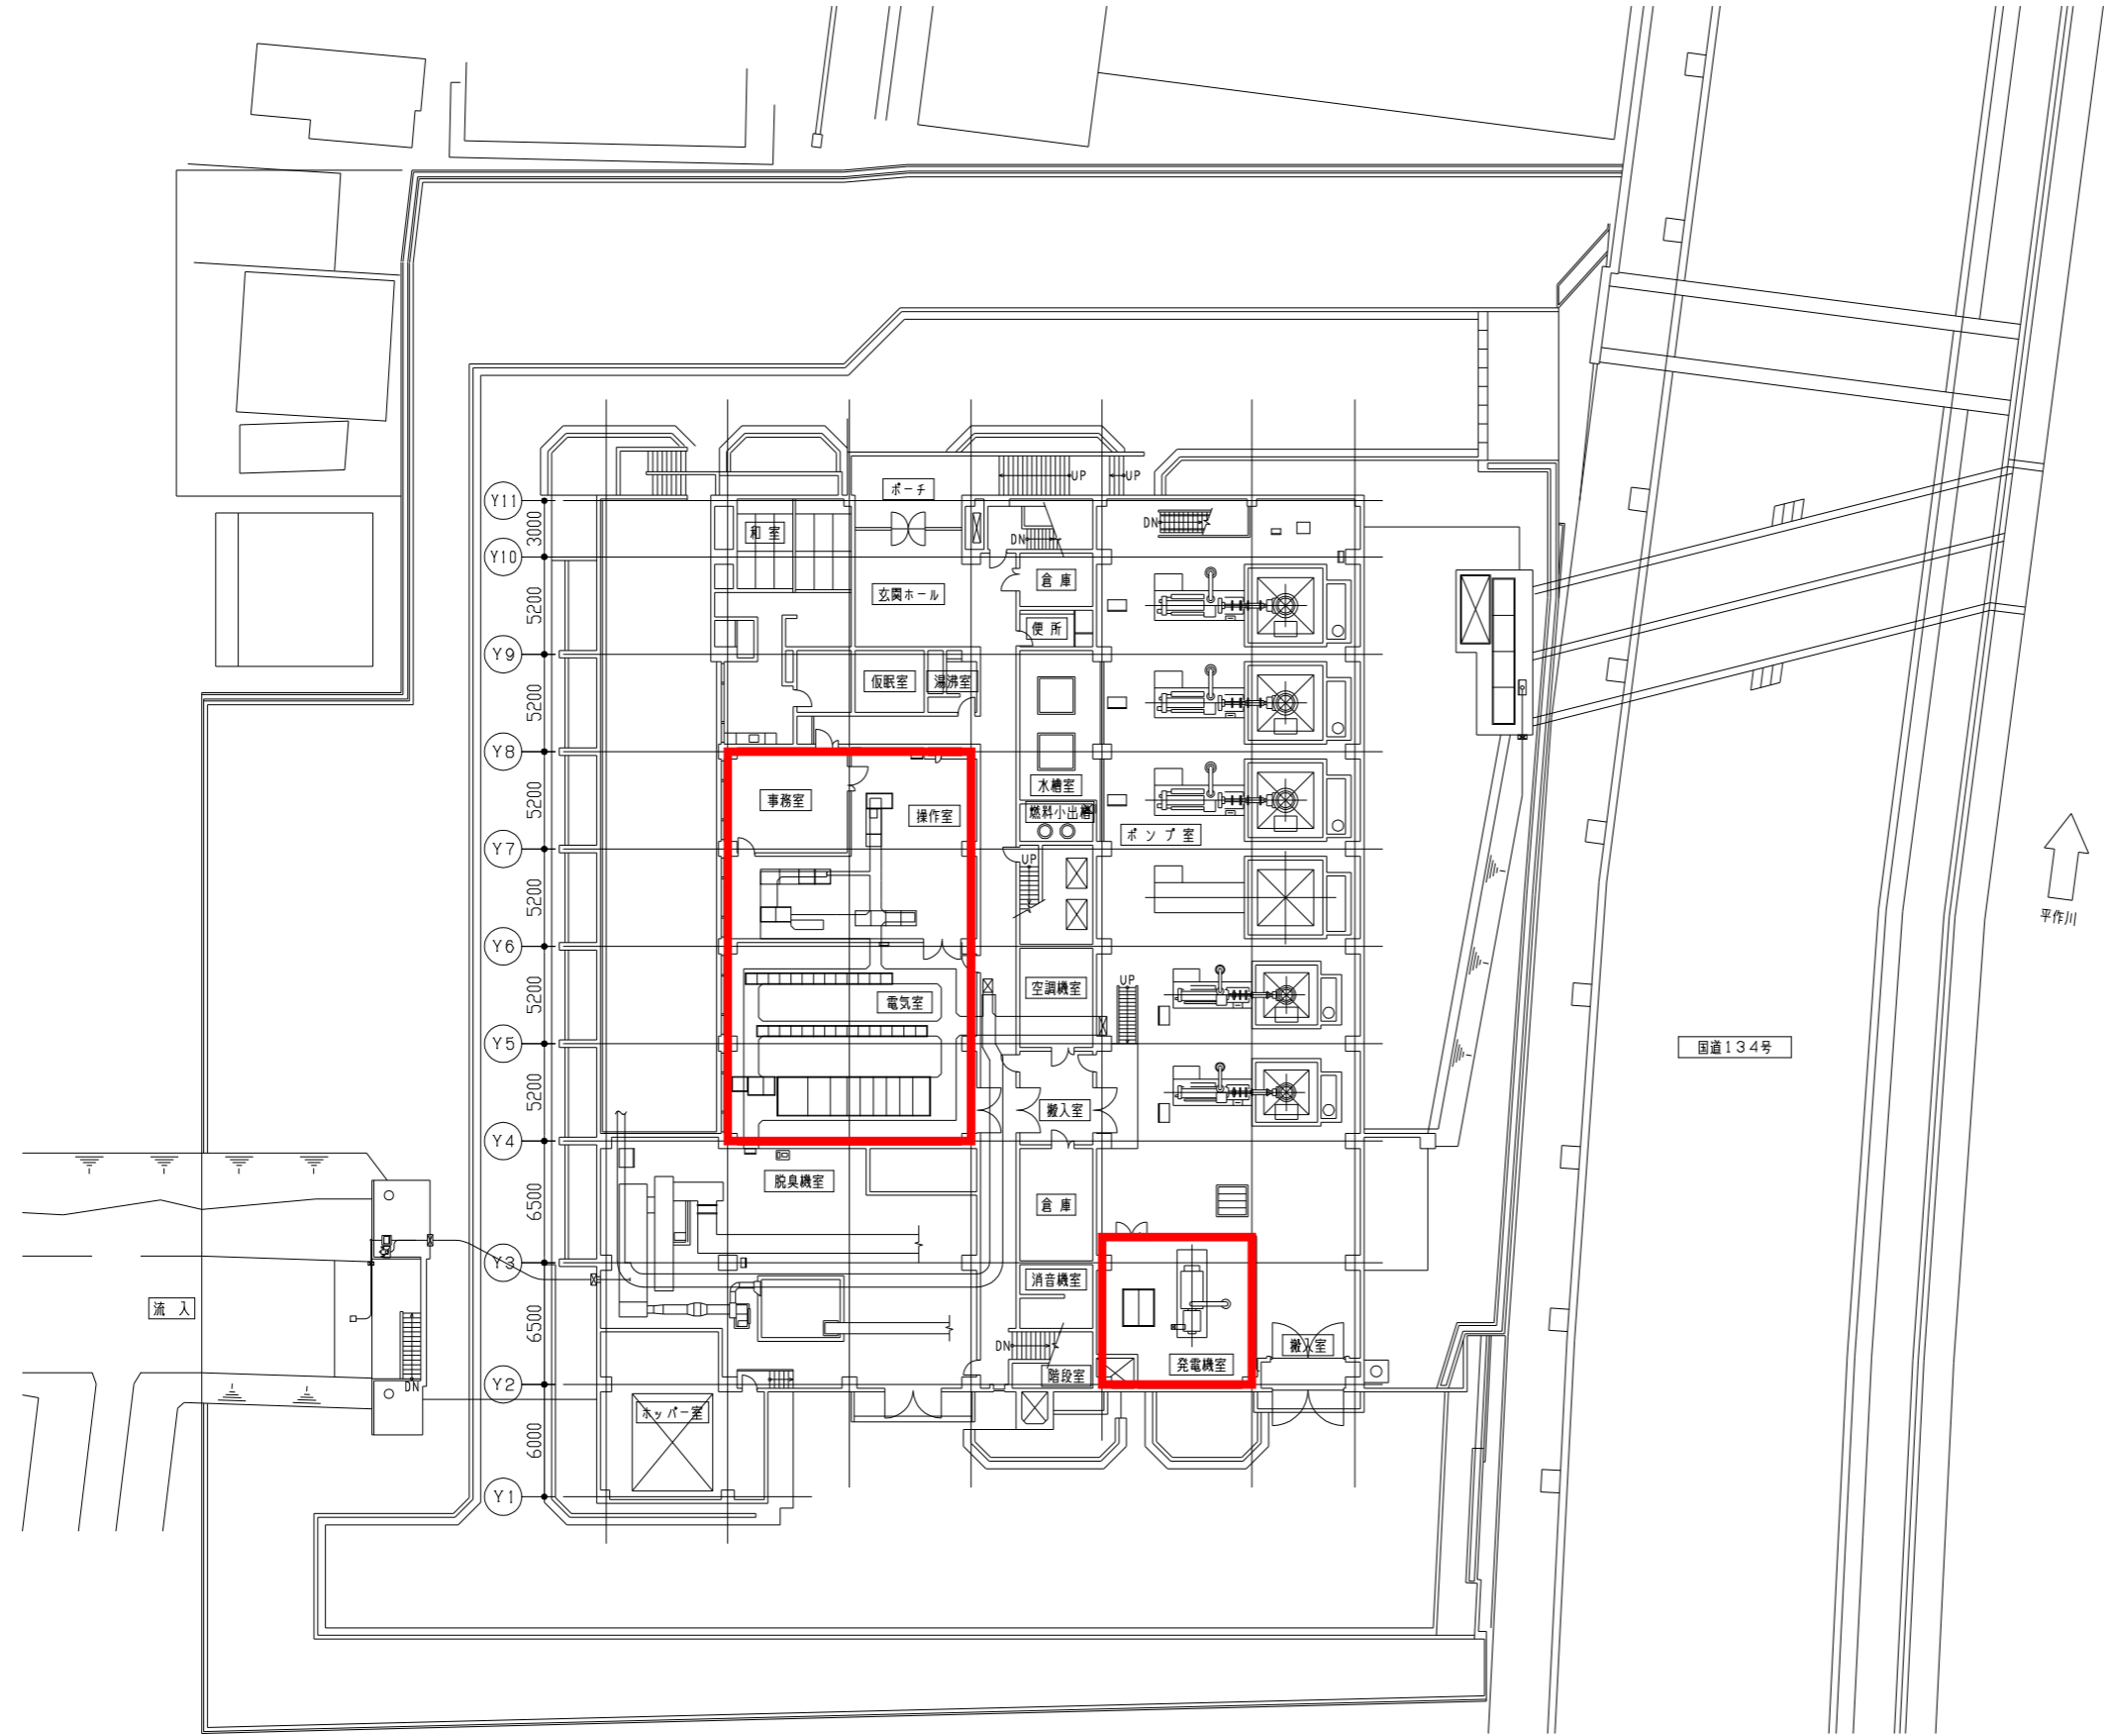 UP
UP
ポーチ
Y11
和室
DN
3000
DN
Y10
倉庫
玄関ホール
5200
便所
Y9
仮眠室
湯沸室
5200
Y8
水槽室
事務室
操作室
燃料小出槽
5200
ポンプ室
Y7
UP
5200
平作川
Y6
UP
空調機室
電気室
5200
Y5
国道134号
5200
搬入室
Y4
脱臭機室
6500
倉庫
Y3
消音機室
流入
6500
DN
搬入室
発電機室
階段室
Y2
DN
ホッパー室
6000
Y1